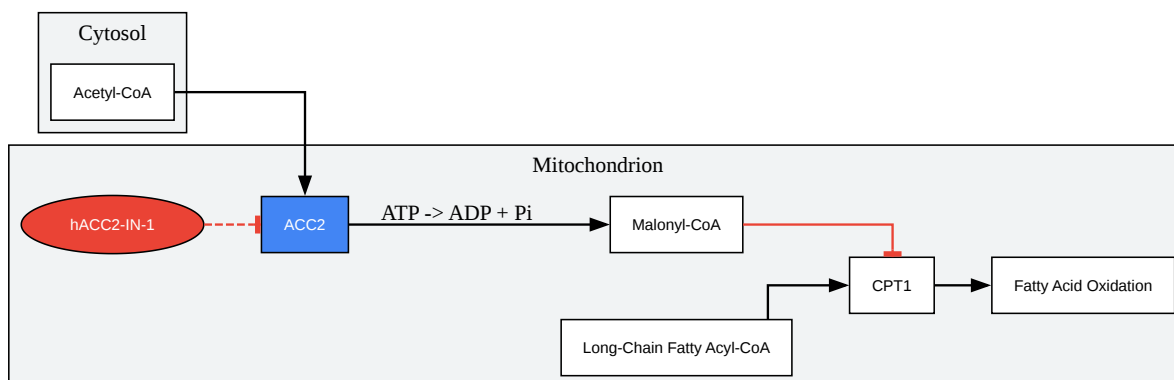 Cytosol
Acetyl-CoA
Mitochondrion
hACC2-IN-1
ACC2
ATP -> ADP + Pi
Malonyl-CoA
CPT1
Fatty Acid Oxidation
Long-Chain Fatty Acyl-CoA